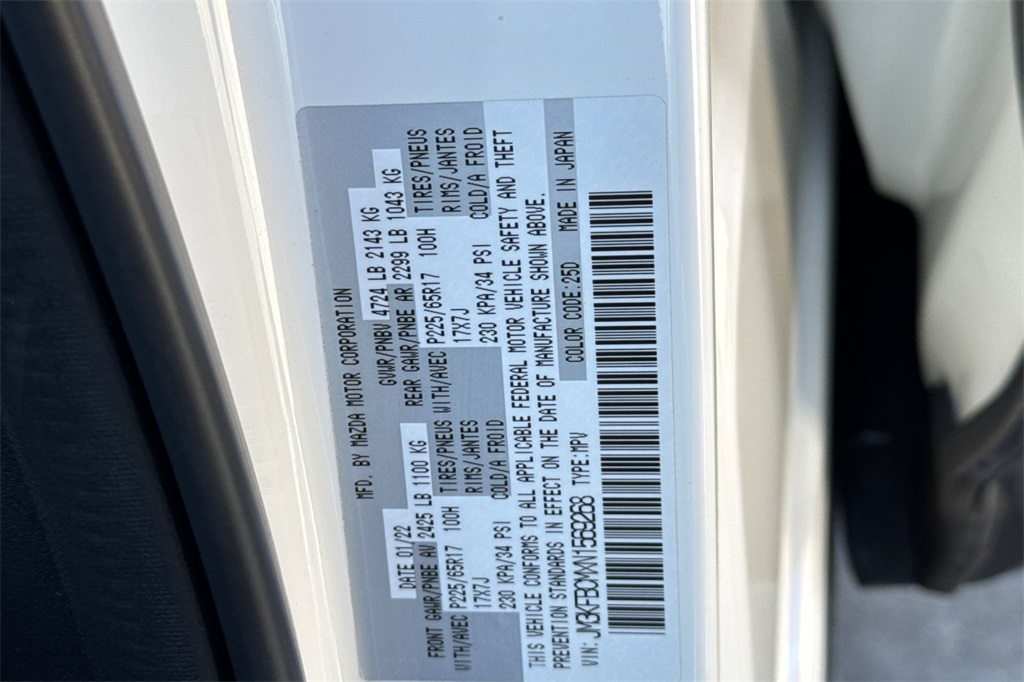 MFD. BY MAZDA MOTOR CORPORATION
DATE 01/22 GVWR/PNBV 4724 LB 2143 KG
FRONT GAWR/PNBE AV 2425 LB 1100 KG REAR GAWR/PNBE AR 2299 LB 1043 KG
WITH/AVEC P225/65R17 100H TIRES/PNEUS WITH/AVEC P225/65R17 100H TIRES/PNEUS
17X7J RIMS/JANTES 17X7J RIMS/JANTES
230 KPA/34 PSI COLD/A FROID 230 KPA/34 PSI COLD/A FROID
THIS VEHICLE CONFORMS TO ALL APPLICABLE FEDERAL MOTOR VEHICLE SAFETY AND THEFT
PREVENTION STANDARDS IN EFFECT ON THE DATE OF MANUFACTURE SHOWN ABOVE.
VIN: TYPE:MPV COLOR CODE:25D MADE IN JAPAN